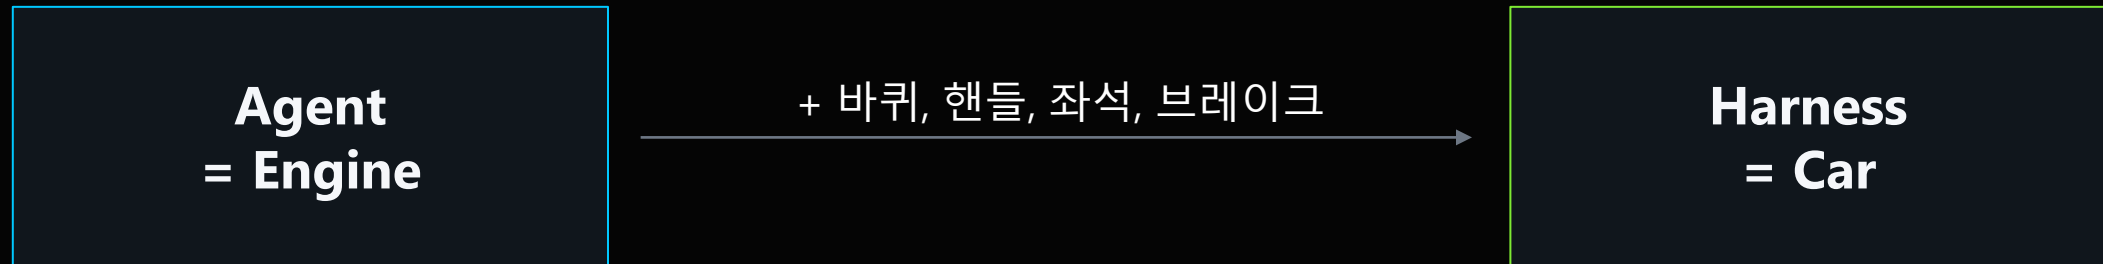 Agent
= Engine
+ 바퀴, 핸들, 좌석, 브레이크
Harness
= Car